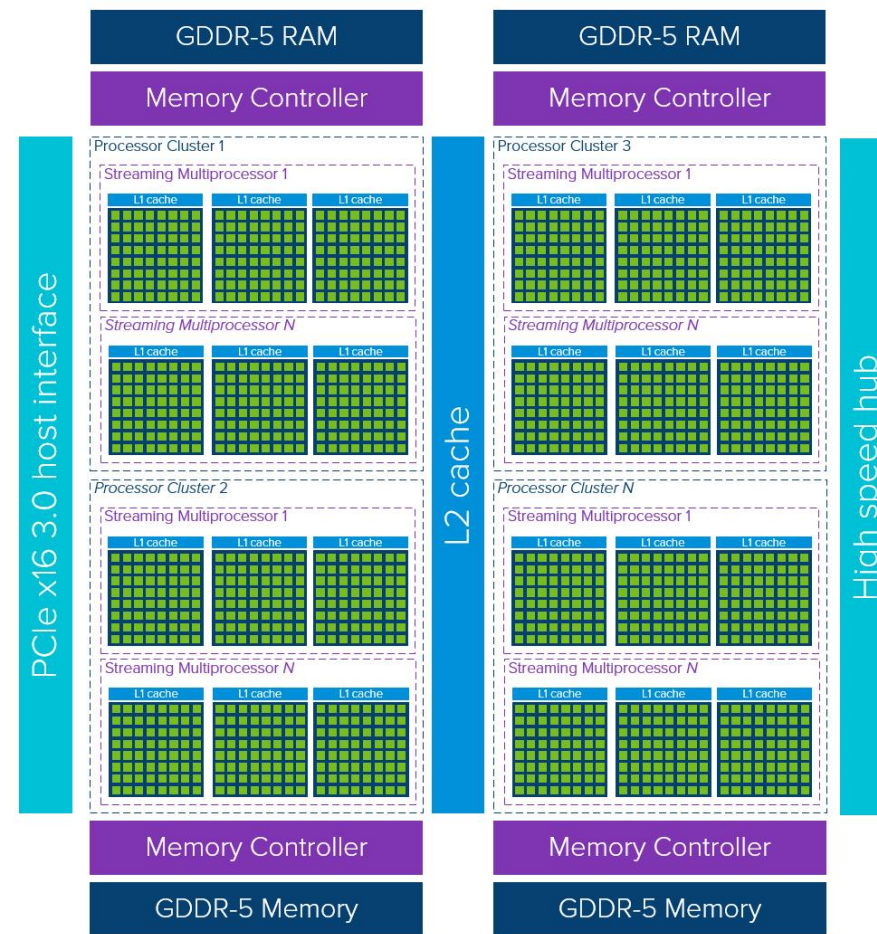 GDDR-5 RAM
GDDR-5 RAM
Memory Controller
Memory Controller
PCIe x16 3.0 host interface
Processor Cluster 1
Streaming Multiprocessor 1
L1 cache
L1 cache
L1 cache
Streaming Multiprocessor N
L1 cache
L1 cache
L1 cache
Processor Cluster 2
Streaming Multiprocessor 1
L1 cache
L1 cache
L1 cache
Streaming Multiprocessor N
L1 cache
L1 cache
L1 cache
L2 cache
Processor Cluster 3
Streaming Multiprocessor 1
L1 cache
L1 cache
L1 cache
Streaming Multiprocessor N
L1 cache
L1 cache
L1 cache
Processor Cluster N
Streaming Multiprocessor 1
L1 cache
L1 cache
L1 cache
Streaming Multiprocessor N
L1 cache
L1 cache
L1 cache
High speed hub
Memory Controller
Memory Controller
GDDR-5 Memory
GDDR-5 Memory